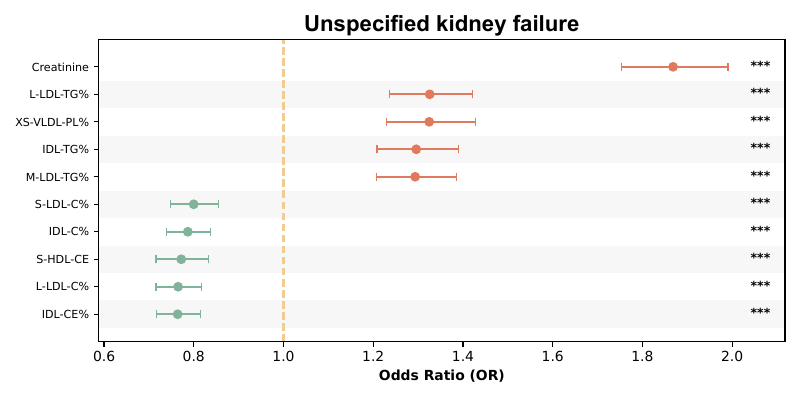 Unspecified kidney failure
Creatinine ***
L-LDL-TG% ***
XS-VLDL-PL% ***
IDL-TG% ***
M-LDL-TG% ***
S-LDL-C% ***
IDL-C% ***
S-HDL-CE ***
L-LDL-C% ***
IDL-CE% ***
0.6 0.8 1.0 1.2 1.4 1.6 1.8 2.0
Odds Ratio (OR)